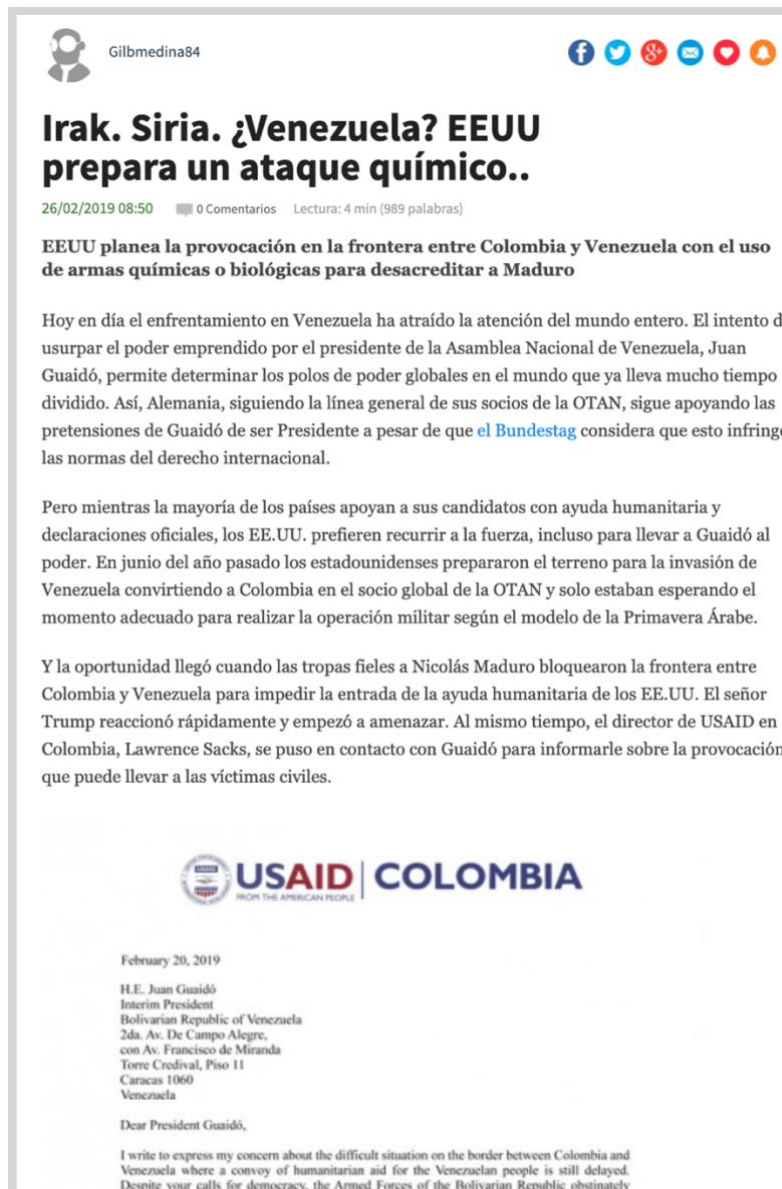 Gilbmedina84
Irak. Siria. ¿Venezuela? EEUU
prepara un ataque químico..
26/02/2019 08:50 0 Comentarios Lectura: 4 min (989 palabras)
EEUU planea la provocación en la frontera entre Colombia y Venezuela con el uso
de armas químicas o biológicas para desacreditar a Maduro
Hoy en día el enfrentamiento en Venezuela ha atraído la atención del mundo entero. El intento d
usurpar el poder emprendido por el presidente de la Asamblea Nacional de Venezuela, Juan
Guaidó, permite determinar los polos de poder globales en el mundo que ya lleva mucho tiempo
dividido. Así, Alemania, siguiendo la línea general de sus socios de la OTAN, sigue apoyando las
pretensiones de Guaidó de ser Presidente a pesar de que el Bundestag considera que esto infringe
las normas del derecho internacional.
Pero mientras la mayoría de los países apoyan a sus candidatos con ayuda humanitaria y
declaraciones oficiales, los EE.UU. prefieren recurrir a la fuerza, incluso para llevar a Guaidó al
poder. En junio del año pasado los estadounidenses prepararon el terreno para la invasión de
Venezuela convirtiendo a Colombia en el socio global de la OTAN y solo estaban esperando el
momento adecuado para realizar la operación militar según el modelo de la Primavera Árabe.
Y la oportunidad llegó cuando las tropas fieles a Nicolás Maduro bloquearon la frontera entre
Colombia y Venezuela para impedir la entrada de la ayuda humanitaria de los EE.UU. El señor
Trump reaccionó rápidamente y empezó a amenazar. Al mismo tiempo, el director de USAID en
Colombia, Lawrence Sacks, se puso en contacto con Guaidó para informarle sobre la provocación
que puede llevar a las víctimas civiles.
USAID COLOMBIA
FROM THE AMERICAN PEOPLE
February 20, 2019
H.E. Juan Guaidó
Interim President
Bolivarian Republic of Venezuela
2da. Av. De Campo Alegre,
con Av. Francisco de Miranda
Torre Credival, Piso 11
Caracas 1060
Venezuela
Dear President Guaidó,
I write to express my concern about the difficult situation on the border between Colombia and
Venezuela where a convoy of humanitarian aid for the Venezuelan people is still delayed.
Despite your calls for democracy, the Armed Forces of the Bolivarian Republic obstinately